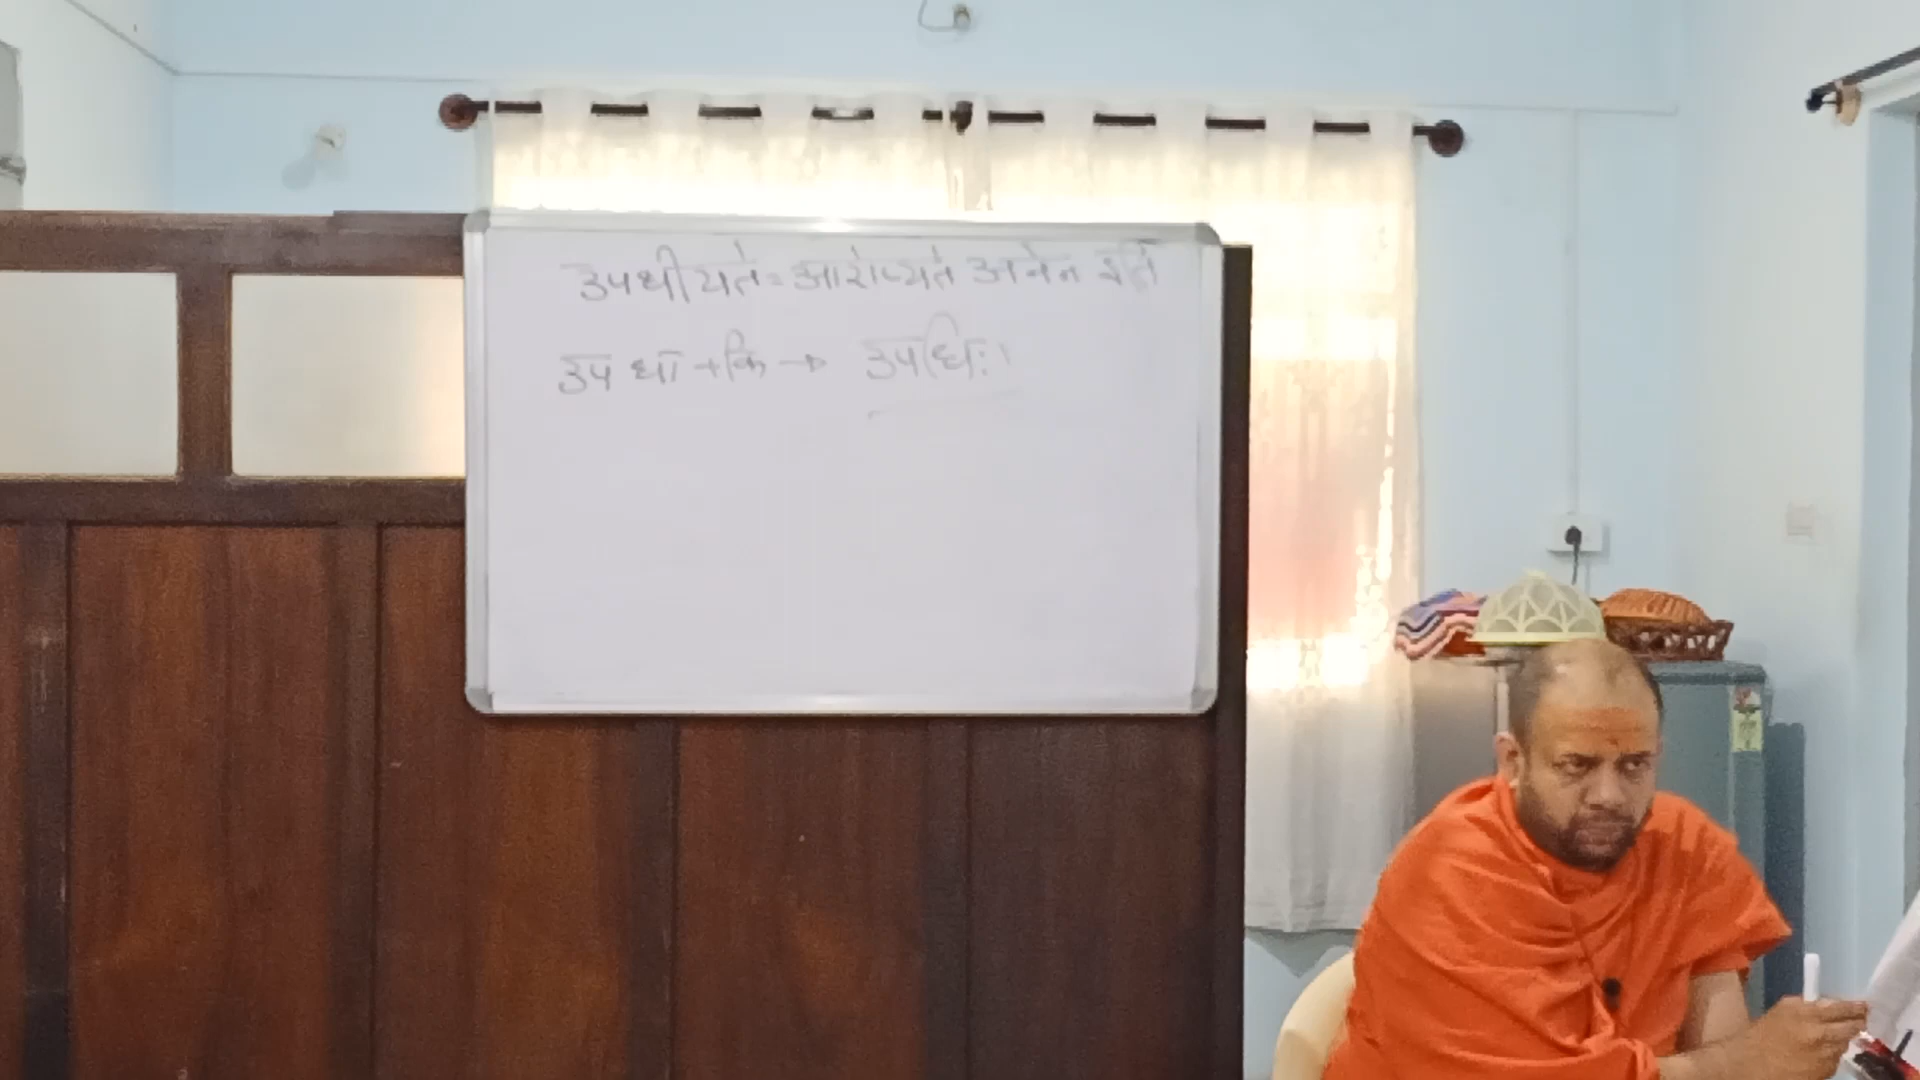 उपधीयते = आरोप्यते अनेन इति
उप धा + कि → उपधिः ।